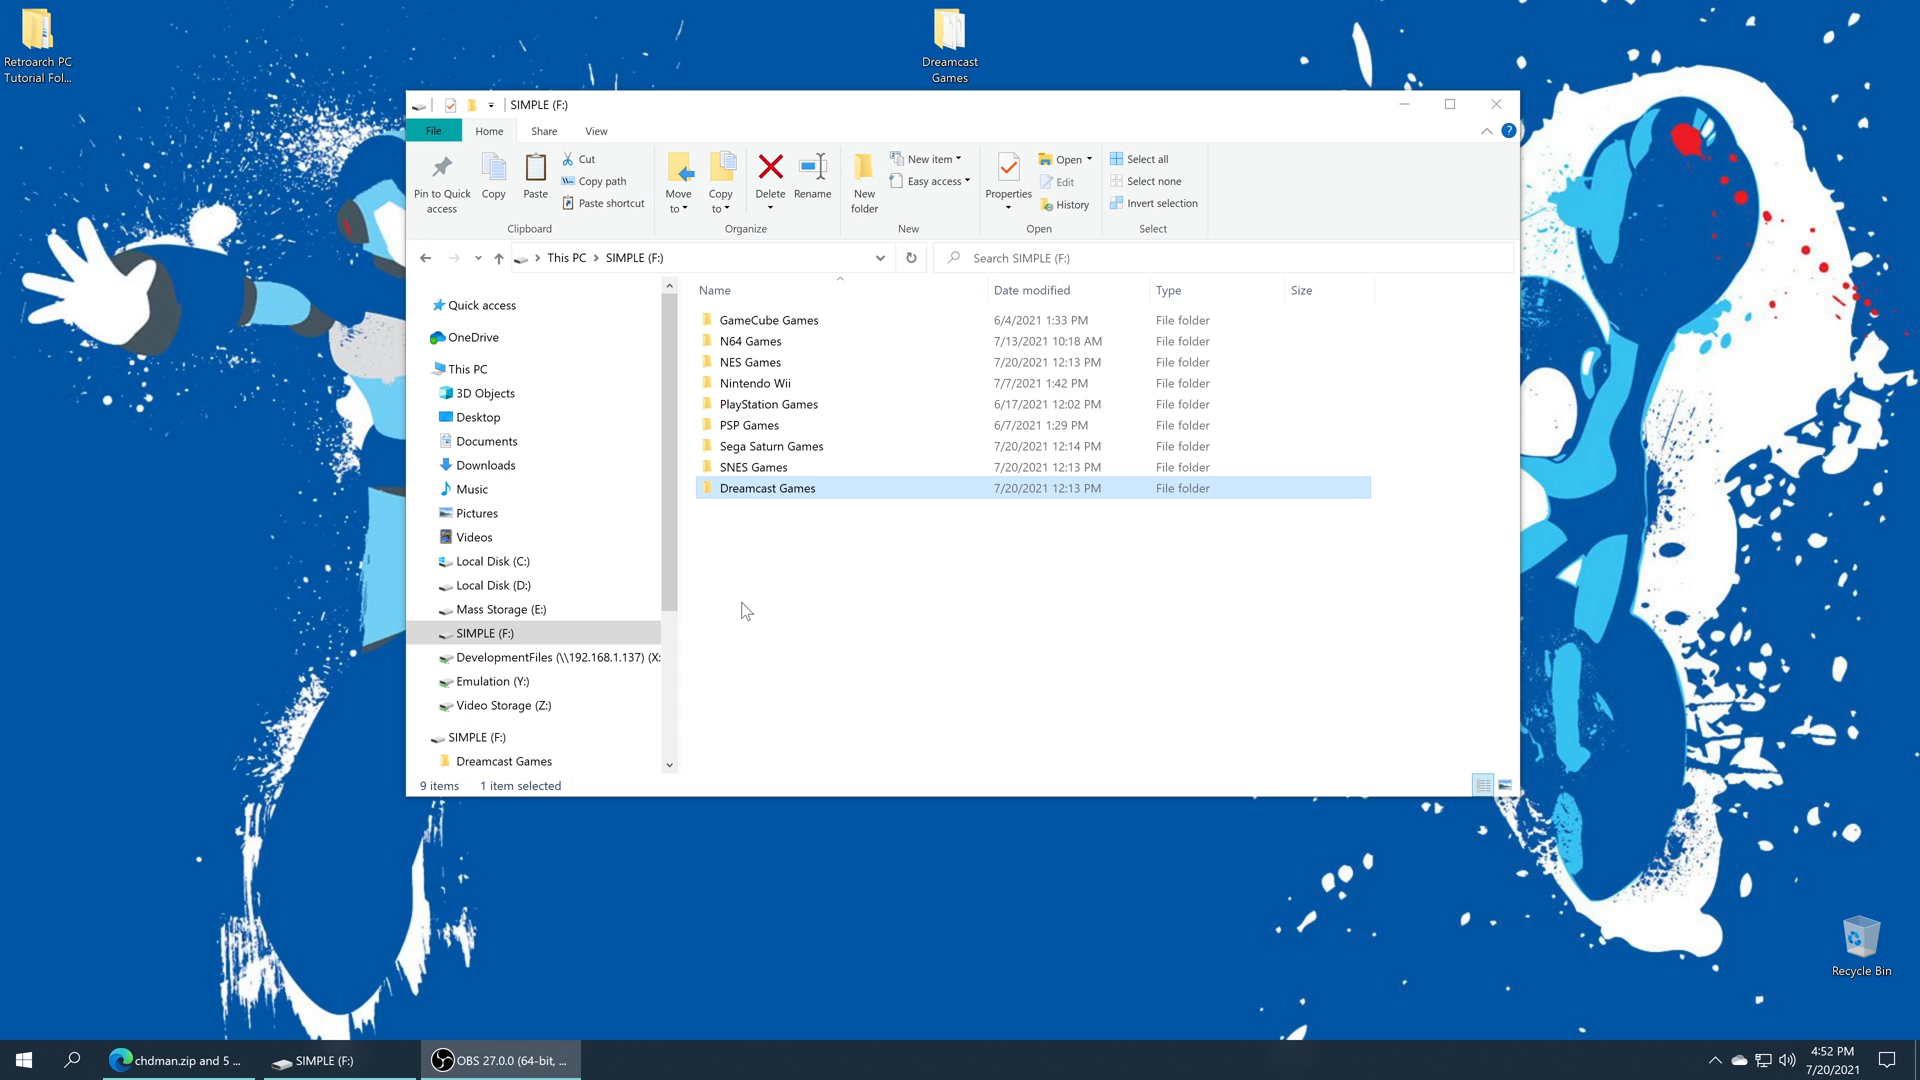 Retroarch PC
Tutorial Fol...
Dreamcast
Games
SIMPLE (F:)
File
Home
Share
View
Pin to Quick
access
Copy
Paste
Cut
Copy path
Paste shortcut
Clipboard
Move
to
Copy
to
Delete
Rename
Organize
New
folder
New item
Easy access
New
Properties
Open
Edit
History
Open
Select all
Select none
Invert selection
Select
This PC
SIMPLE (F:)
Search SIMPLE (F:)
Quick access
OneDrive
This PC
3D Objects
Desktop
Documents
Downloads
Music
Pictures
Videos
Local Disk (C:)
Local Disk (D:)
Mass Storage (E:)
SIMPLE (F:)
DevelopmentFiles (\\192.168.1.137) (X:
Emulation (Y:)
Video Storage (Z:)
SIMPLE (F:)
Dreamcast Games
Name Date modified Type Size
GameCube Games 6/4/2021 1:33 PM File folder
N64 Games 7/13/2021 10:18 AM File folder
NES Games 7/20/2021 12:13 PM File folder
Nintendo Wii 7/7/2021 1:42 PM File folder
PlayStation Games 6/17/2021 12:02 PM File folder
PSP Games 6/7/2021 1:29 PM File folder
Sega Saturn Games 7/20/2021 12:14 PM File folder
SNES Games 7/20/2021 12:13 PM File folder
Dreamcast Games 7/20/2021 12:13 PM File folder
9 items 1 item selected
Recycle Bin
chdman.zip and 5 ...
SIMPLE (F:)
OBS 27.0.0 (64-bit, ...
4:52 PM
7/20/2021